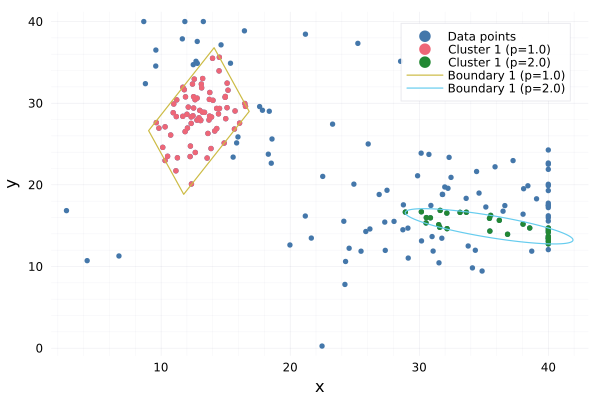 40
30
20
10
0
y
10
20
30
40
x
Data points
Cluster 1 (p=1.0)
Cluster 1 (p=2.0)
Boundary 1 (p=1.0)
Boundary 1 (p=2.0)